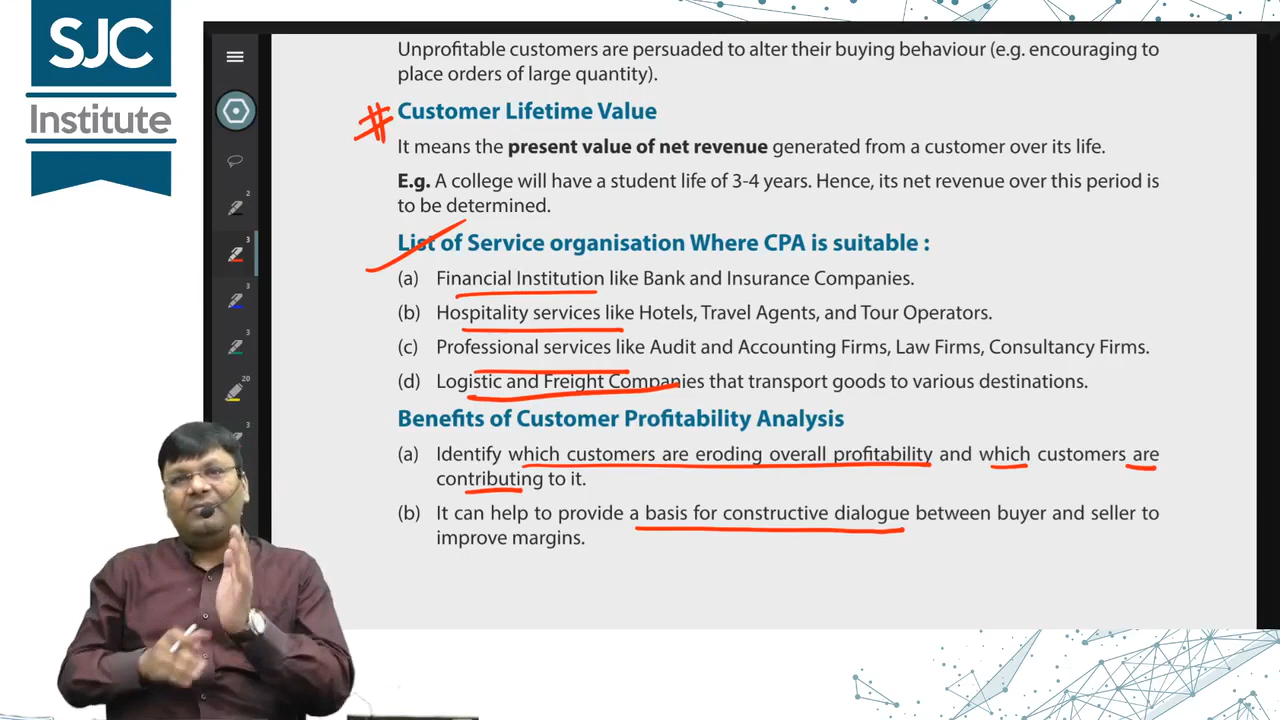 SJC
Institute
Unprofitable customers are persuaded to alter their buying behaviour (e.g. encouraging to
place orders of large quantity).
# Customer Lifetime Value
It means the present value of net revenue generated from a customer over its life.
E.g. A college will have a student life of 3-4 years. Hence, its net revenue over this period is
to be determined.
List of Service organisation Where CPA is suitable :
(a) Financial Institution like Bank and Insurance Companies.
(b) Hospitality services like Hotels, Travel Agents, and Tour Operators.
(c) Professional services like Audit and Accounting Firms, Law Firms, Consultancy Firms.
(d) Logistic and Freight Companies that transport goods to various destinations.
Benefits of Customer Profitability Analysis
(a) Identify which customers are eroding overall profitability and which customers are
contributing to it.
(b) It can help to provide a basis for constructive dialogue between buyer and seller to
improve margins.
2
3
3
3
20
3